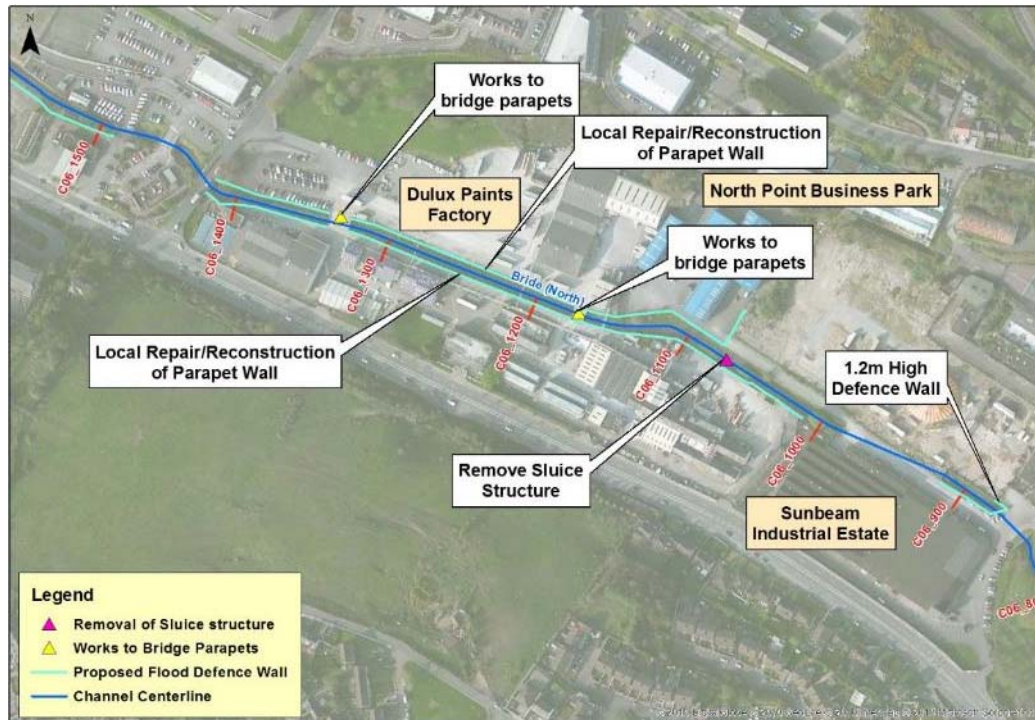 N
Works to
bridge parapets
Local Repair/Reconstruction
of Parapet Wall
C06_1500
Dulux Paints
Factory
North Point Business Park
C06_1400
Works to
bridge parapets
C06_1300
Bride (North)
C06_1200
Local Repair/Reconstruction
of Parapet Wall
C06_1100
1.2m High
Defence Wall
C06_1000
Remove Sluice
Structure
Sunbeam
Industrial Estate
C06_900
Legend
Removal of Sluice structure
Works to Bridge Parapets
Proposed Flood Defence Wall
Channel Centerline